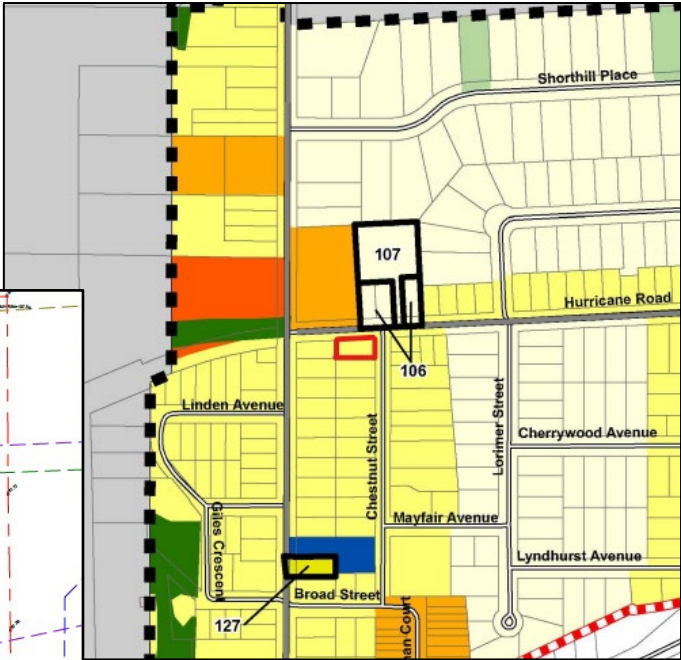 Shorthill Place
107
Hurricane Road
106
Linden Avenue
Chestnut Street
Lorimer Street
Cherrywood Avenue
Giles Crescent
Mayfair Avenue
Lyndhurst Avenue
Broad Street
127
Court